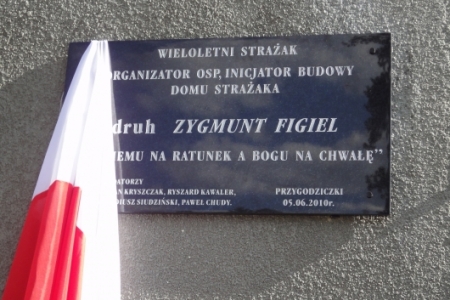 WIELOLETNI STRAŻAK
ORGANIZATOR OSP, INICJATOR BUDOWY
DOMU STRAŻAKA
druh ZYGMUNT FIGIEL
NA RATUNEK A BOGU NA CHWAŁĘ”
KRYSZCZAK, RYSZARD KAWALER,
SIUDZIŃSKI, PAWEŁ CHUDY.
PRZYGODZICZKI
05.06.2010r.